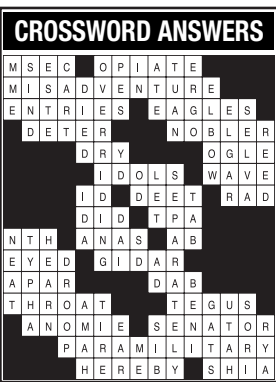 CROSSWORD ANSWERS
MSEC OPIATE
MISADVENTURE
ENTRIES EAGLES
DETER NOBLER
DRY OGLE
IDOLS WAVE
ID DEET RAD
DID TPA
NTH ANAS AB
EYED GIDAR
APAR DAB
THROAT TEGUS
ANOMIE SENATOR
PARAMILITARY
HEREBY SHIA